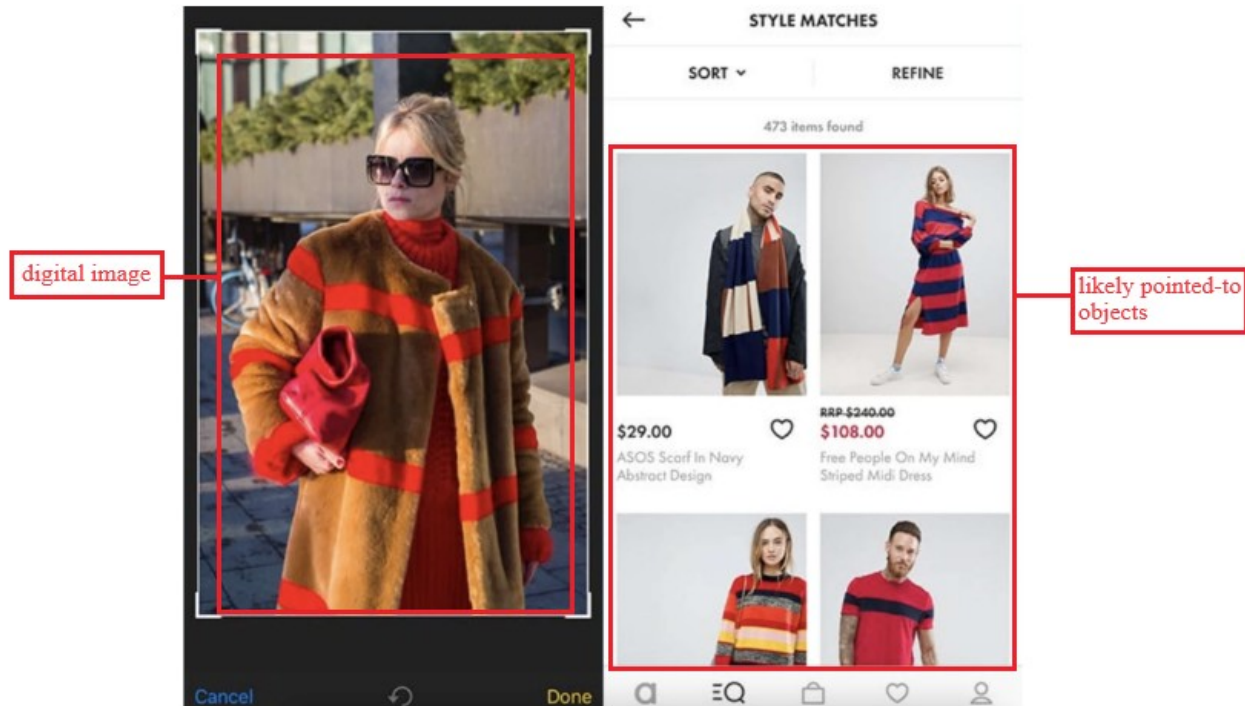 digital image
Cancel
Done
STYLE MATCHES
SORT
REFINE
473 items found
$29.00
ASOS Scarf In Navy
Abstract Design
RRP $240.00
$108.00
Free People On My Mind
Striped Midi Dress
a
likely pointed-to
objects